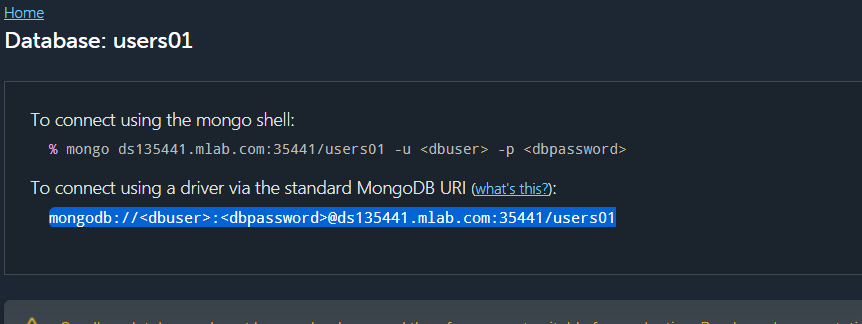 Home
Database: users01
To connect using the mongo shell:
% mongo ds135441.mlab.com:35441/users01 -u <dbuser> -p <dbpassword>
To connect using a driver via the standard MongoDB URI (what's this?):
mongodb://<dbuser>:<dbpassword>@ds135441.mlab.com:35441/users01